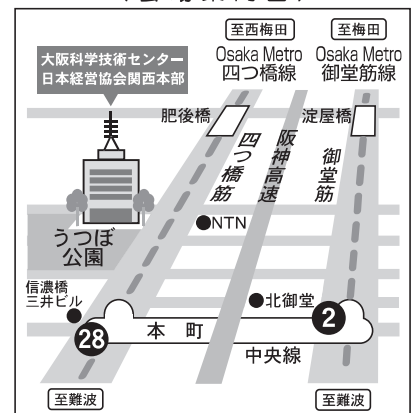 至西梅田
至梅田
Osaka Metro
四つ橋線
Osaka Metro
御堂筋線
大阪科学技術センター
日本経営協会関西本部
肥後橋
淀屋橋
四つ橋筋
阪神高速
御堂筋
NTN
うつぼ
公園
信濃橋
三井ビル
北御堂
2
28
本町
中央線
至難波
至難波